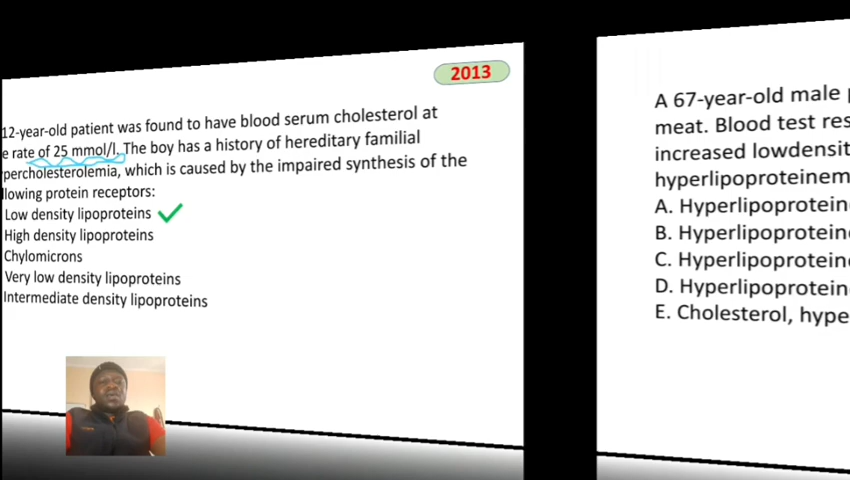 2013
12-year-old patient was found to have blood serum cholesterol at
e rate of 25 mmol/l. The boy has a history of hereditary familial
percholesterolemia, which is caused by the impaired synthesis of the
llowing protein receptors:
Low density lipoproteins
High density lipoproteins
Chylomicrons
Very low density lipoproteins
Intermediate density lipoproteins
A 67-year-old male
meat. Blood test res
increased lowdensit
hyperlipoproteinem
A. Hyperlipoprotein
B. Hyperlipoprotein
C. Hyperlipoprotein
D. Hyperlipoprotein
E. Cholesterol, hype